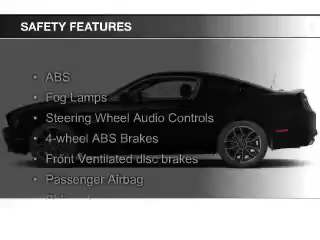 SAFETY FEATURES
• ABS
• Fog Lamps
• Steering Wheel Audio Controls
• 4-wheel ABS Brakes
• Front Ventilated disc brakes
• Passenger Airbag